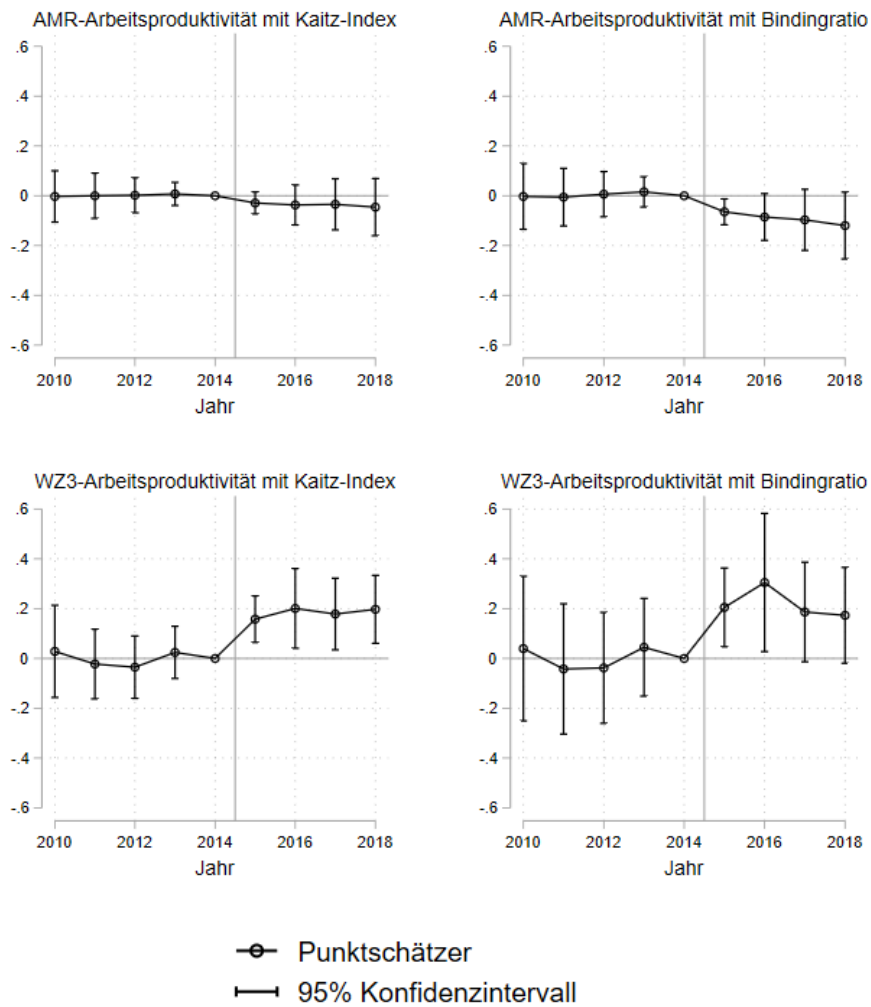 AMR-Arbeitsproduktivität mit Kaitz-Index
.6
.4
.2
0
-.2
-.4
-.6
2010 2012 2014 2016 2018
Jahr
AMR-Arbeitsproduktivität mit Bindingratio
.6
.4
.2
0
-.2
-.4
-.6
2010 2012 2014 2016 2018
Jahr
WZ3-Arbeitsproduktivität mit Kaitz-Index
.6
.4
.2
0
-.2
-.4
-.6
2010 2012 2014 2016 2018
Jahr
WZ3-Arbeitsproduktivität mit Bindingratio
.6
.4
.2
0
-.2
-.4
-.6
2010 2012 2014 2016 2018
Jahr
Punktschätzer
95% Konfidenzintervall